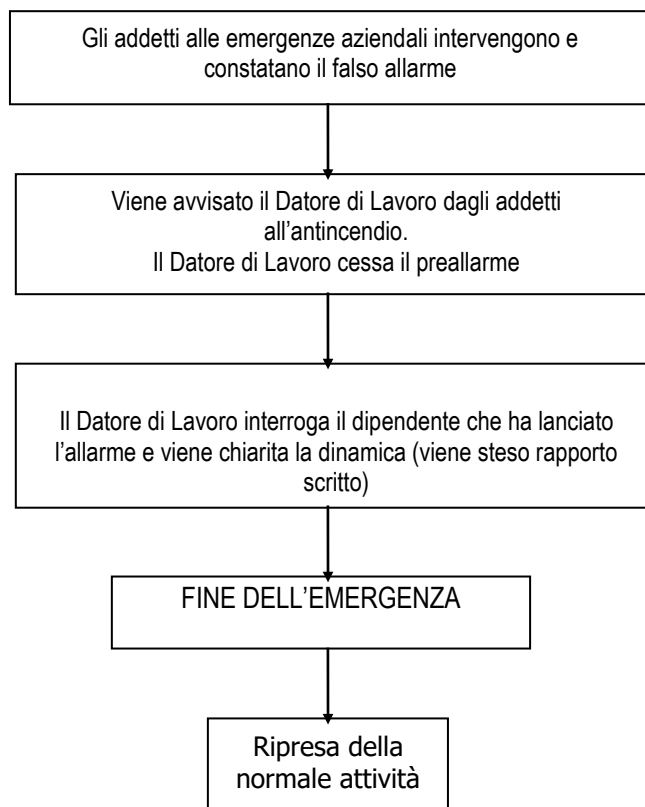 Gli addetti alle emergenze aziendali intervengono e
constatano il falso allarme
Viene avvisato il Datore di Lavoro dagli addetti
all’antincendio.
Il Datore di Lavoro cessa il preallarme
Il Datore di Lavoro interroga il dipendente che ha lanciato
l’allarme e viene chiarita la dinamica (viene steso rapporto
scritto)
FINE DELL’EMERGENZA
Ripresa della
normale attività